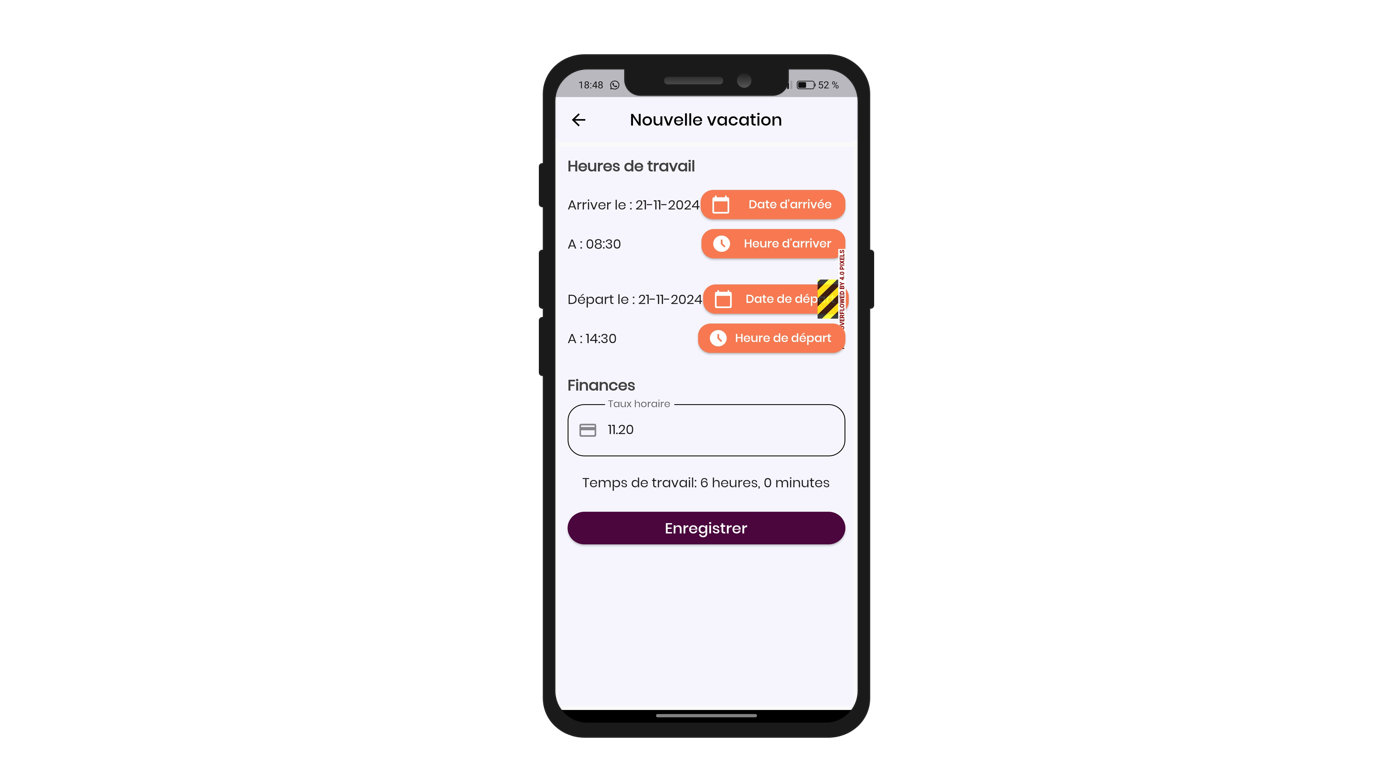 18:48 52 %
Nouvelle vacation
Heures de travail
Arriver le : 21-11-2024 Date d'arrivée
A : 08:30 Heure d'arriver
Départ le : 21-11-2024 Date de dép
OVERFLOWED BY 4.0 PIXELS
A : 14:30 Heure de départ
Finances
Taux horaire
11.20
Temps de travail: 6 heures, 0 minutes
Enregistrer